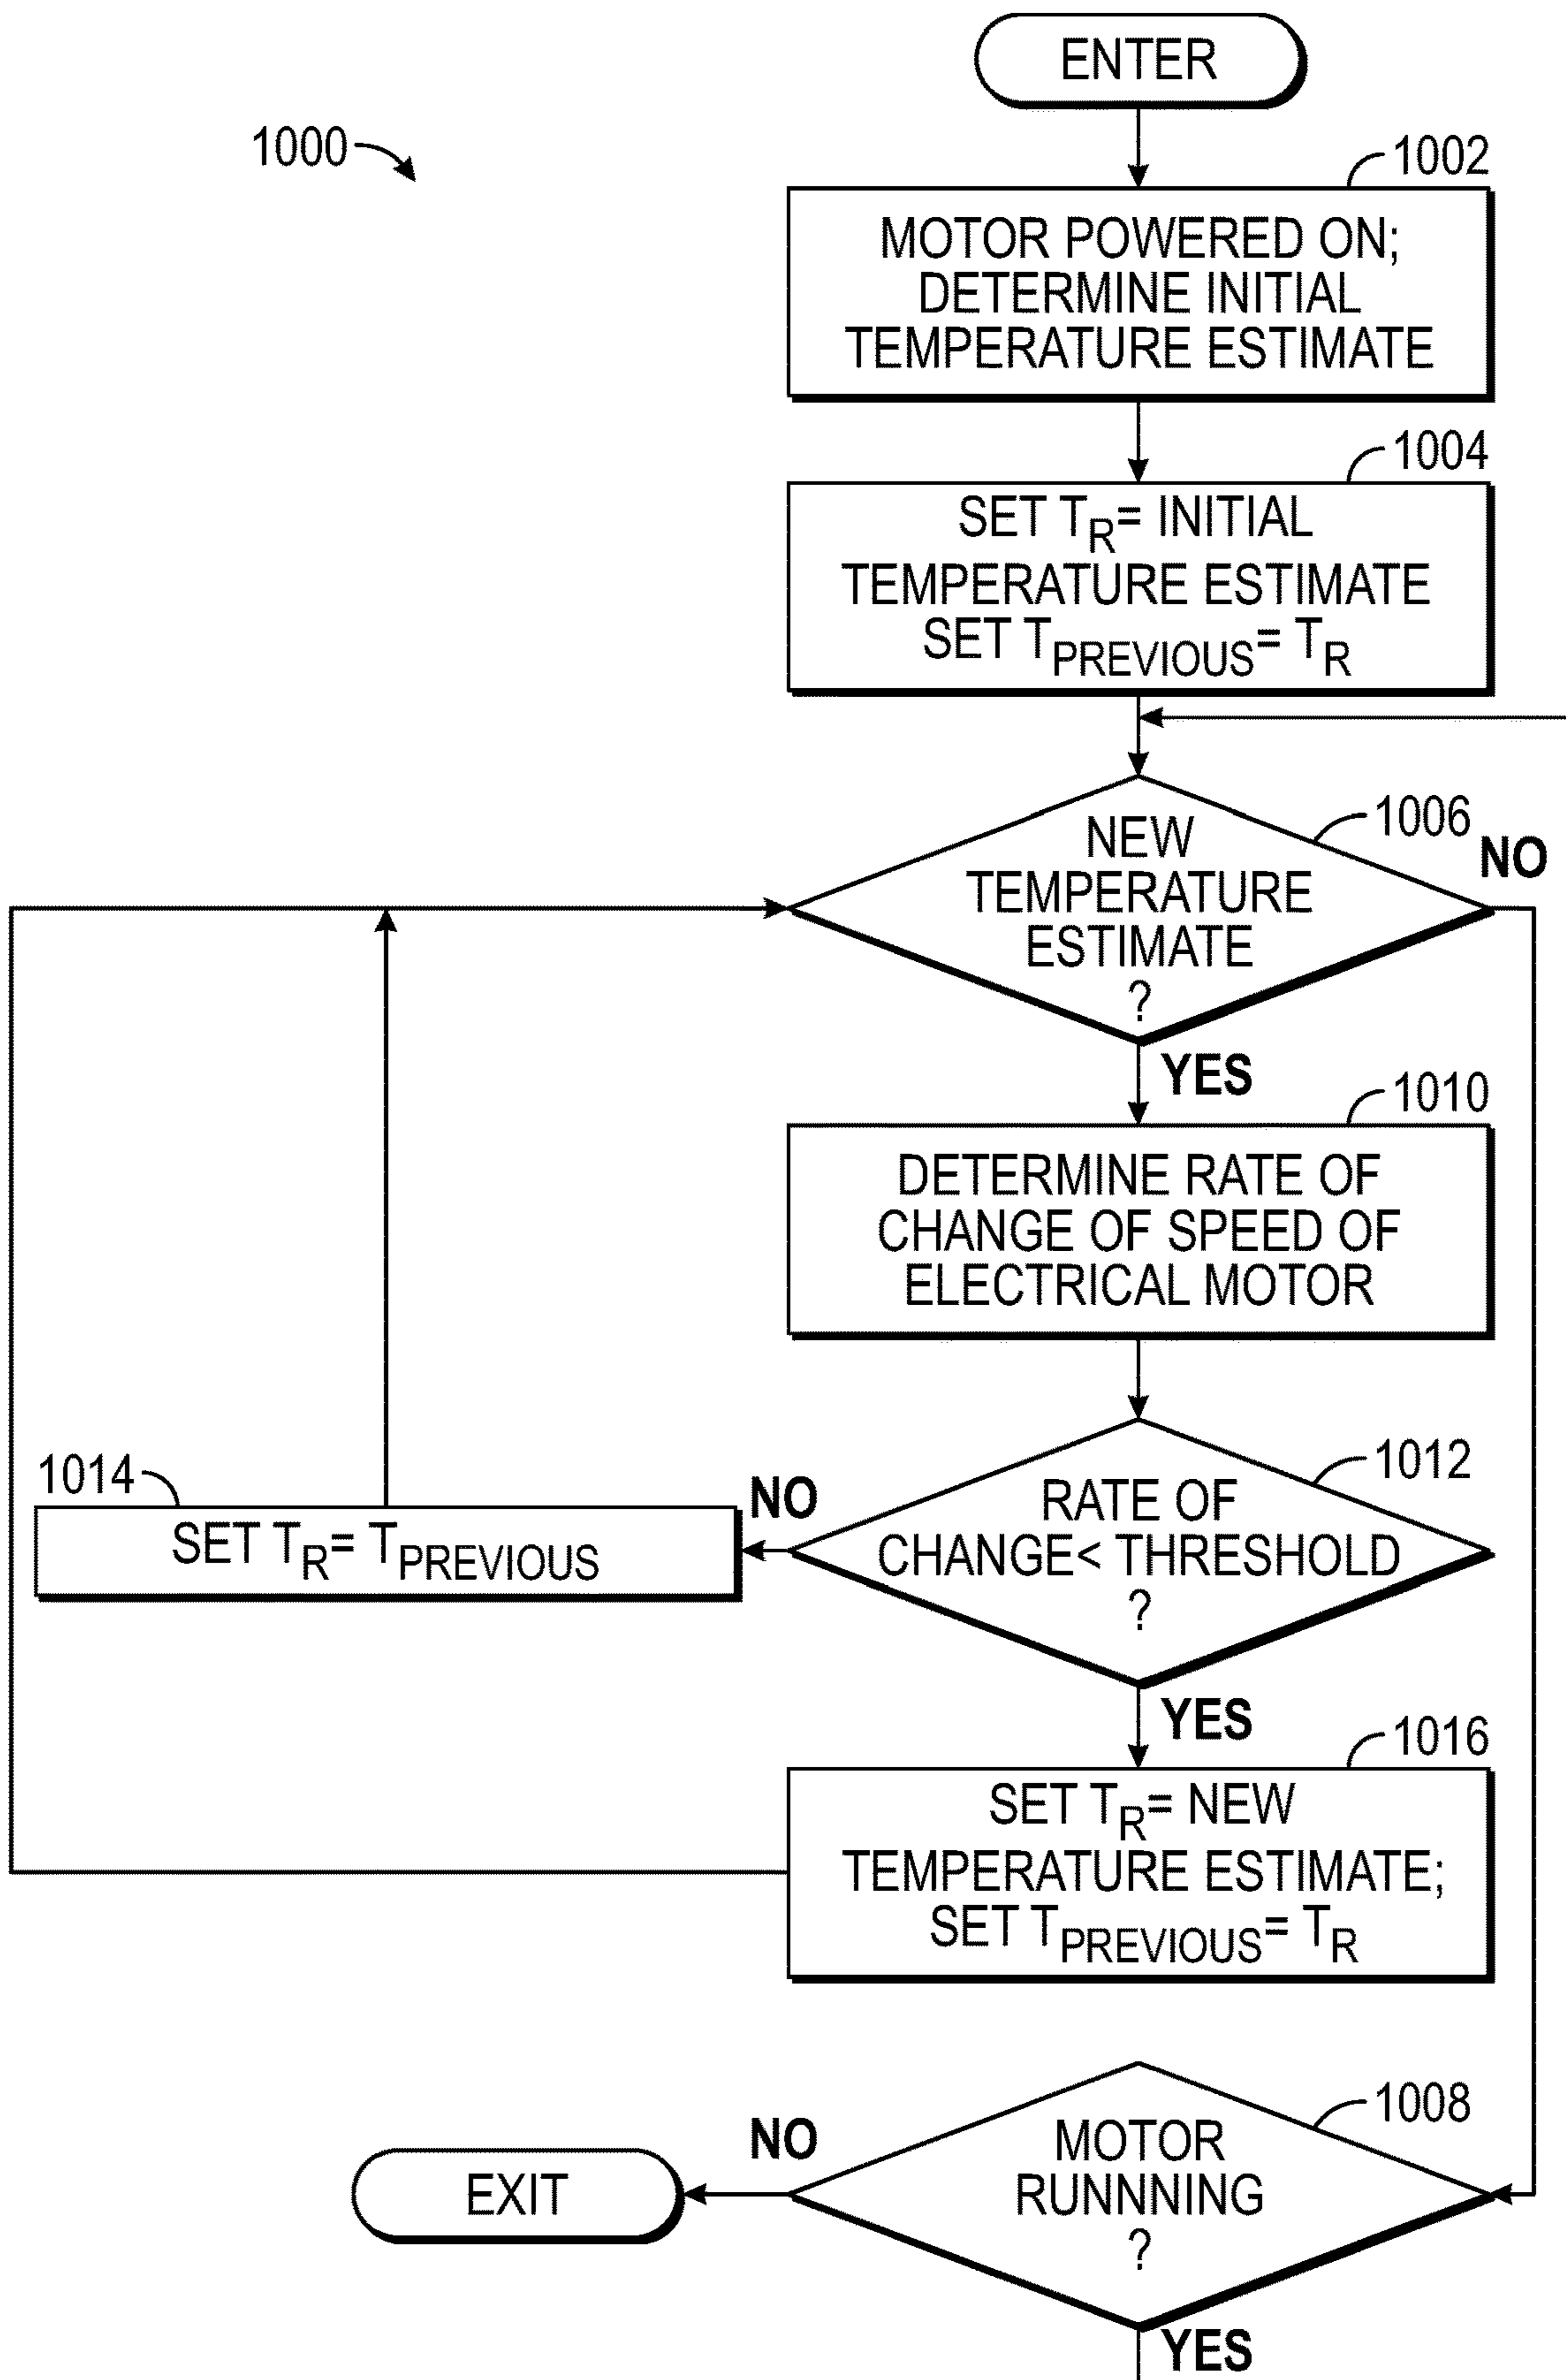 ENTER
1000
1002
MOTOR POWERED ON;
DETERMINE INITIAL
TEMPERATURE ESTIMATE
1004
SET TR= INITIAL
TEMPERATURE ESTIMATE
SET TPREVIOUS= TR
1006
NEW
TEMPERATURE
ESTIMATE
?
NO
YES
1010
DETERMINE RATE OF
CHANGE OF SPEED OF
ELECTRICAL MOTOR
1012
RATE OF
CHANGE< THRESHOLD
?
NO
1014
SET TR= TPREVIOUS
YES
1016
SET TR= NEW
TEMPERATURE ESTIMATE;
SET TPREVIOUS= TR
1008
MOTOR
RUNNNING
?
NO
EXIT
YES